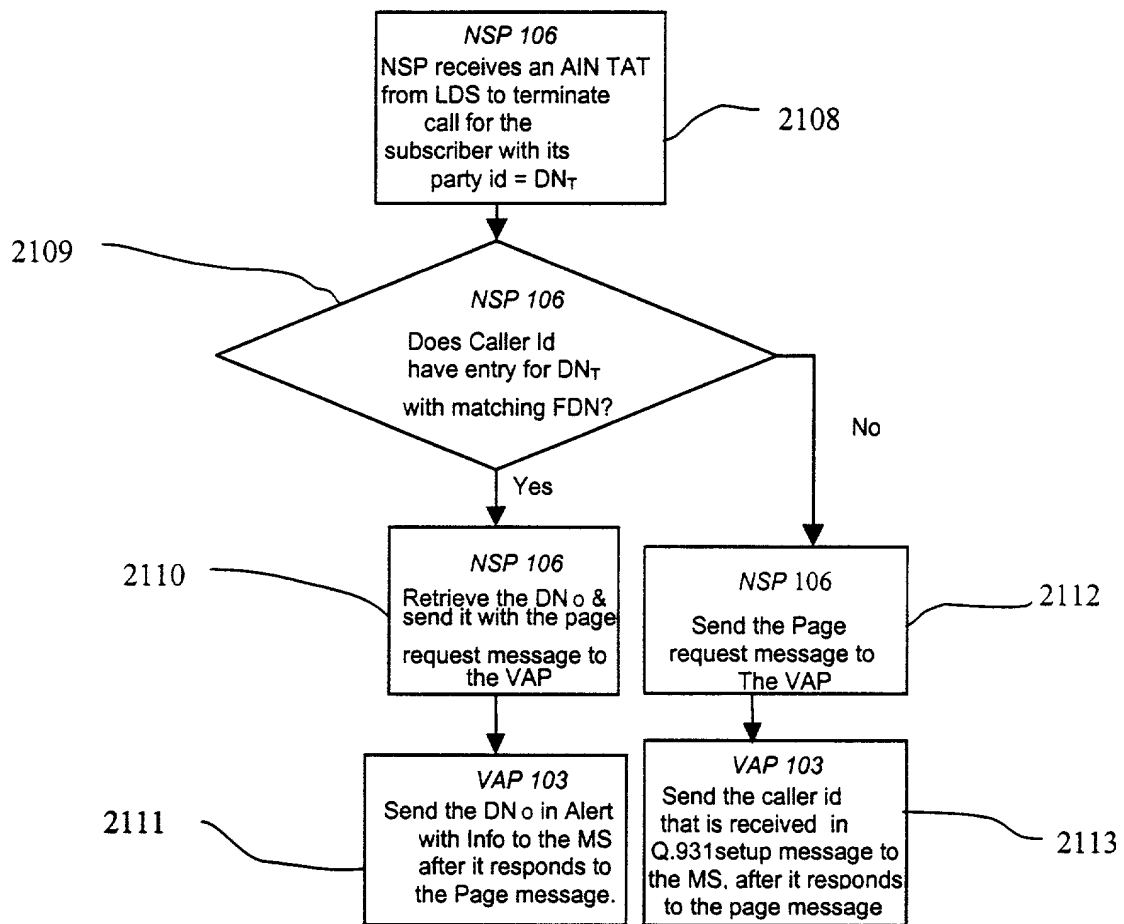 NSP 106
NSP receives an AIN TAT
from LDS to terminate
call for the
subscriber with its
party id = DNT
2108
2109
NSP 106
Does Caller Id
have entry for DNT
with matching FDN?
No
Yes
2110
NSP 106
Retrieve the DN O &
send it with the page
request message to
the VAP
NSP 106
Send the Page
request message to
The VAP
2112
2111
VAP 103
Send the DN O in Alert
with Info to the MS
after it responds to
the Page message.
VAP 103
Send the caller id
that is received in
Q.931setup message to
the MS, after it responds
to the page message
2113